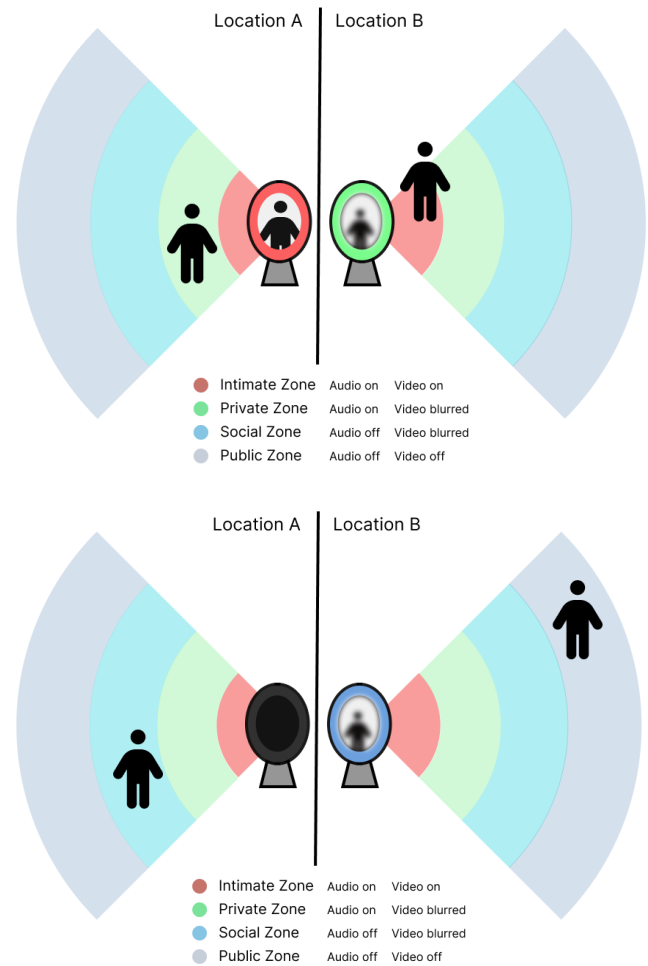 Location A Location B
Intimate Zone Audio on Video on
Private Zone Audio on Video blurred
Social Zone Audio off Video blurred
Public Zone Audio off Video off
Location A Location B
Intimate Zone Audio on Video on
Private Zone Audio on Video blurred
Social Zone Audio off Video blurred
Public Zone Audio off Video off